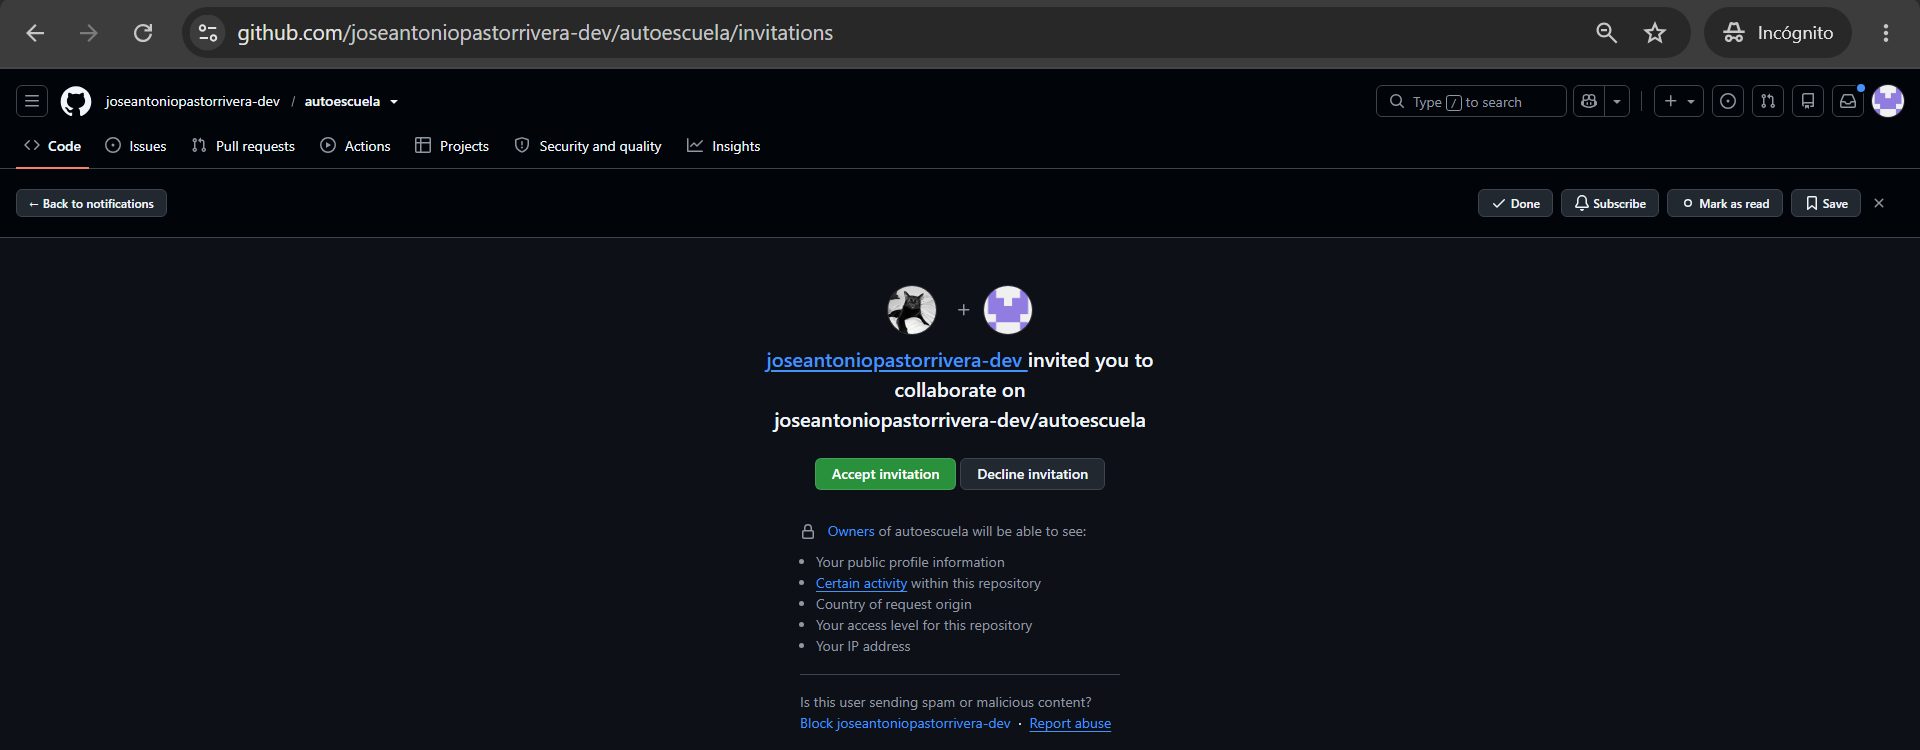 github.com/joseantoniopastorrivera-dev/autoescuela/invitations
Incógnito
joseantoniopastorrivera-dev / autoescuela
Type / to search
Code Issues Pull requests Actions Projects Security and quality Insights
← Back to notifications
Done Subscribe Mark as read Save
+
joseantoniopastorrivera-dev invited you to
collaborate on
joseantoniopastorrivera-dev/autoescuela
Accept invitation Decline invitation
Owners of autoescuela will be able to see:
• Your public profile information
• Certain activity within this repository
• Country of request origin
• Your access level for this repository
• Your IP address
Is this user sending spam or malicious content?
Block joseantoniopastorrivera-dev · Report abuse